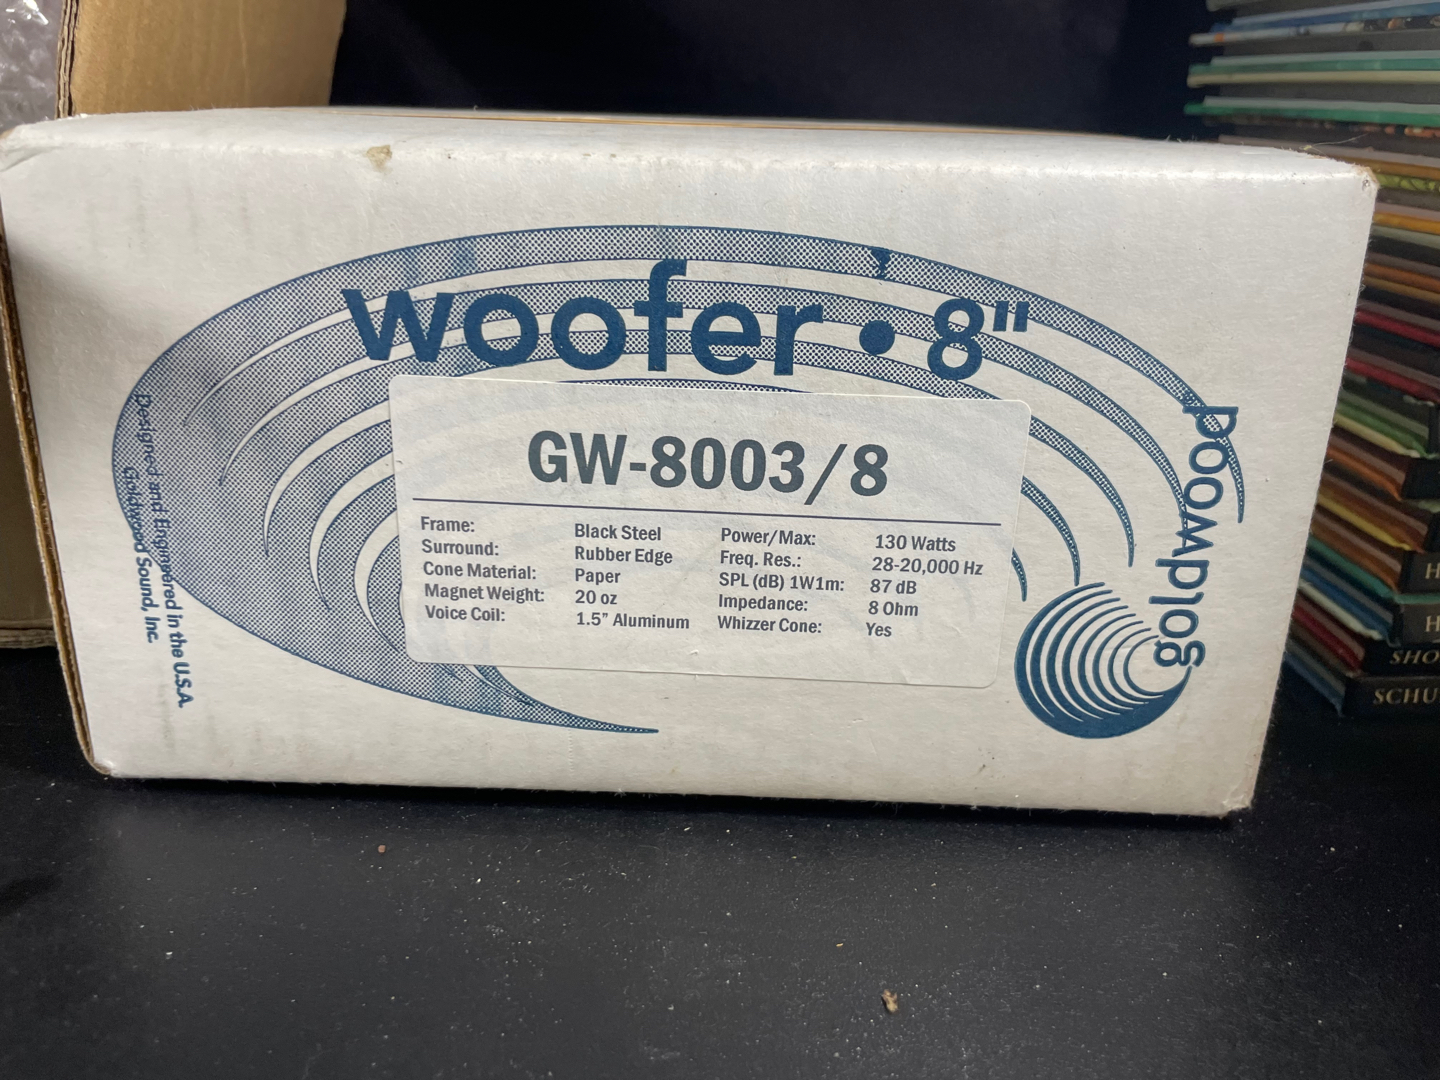 woofer • 8"
GW-8003/8
Frame: Black Steel
Surround: Rubber Edge
Cone Material: Paper
Magnet Weight: 20 oz
Voice Coil: 1.5" Aluminum
Power/Max: 130 Watts
Freq. Res.: 28-20,000 Hz
SPL (dB) 1W1m: 87 dB
Impedance: 8 Ohm
Whizzer Cone: Yes
Designed and Engineered in the U.S.A.
Goldwood Sound, Inc.
goldwood
H
H
SHO
SCHU